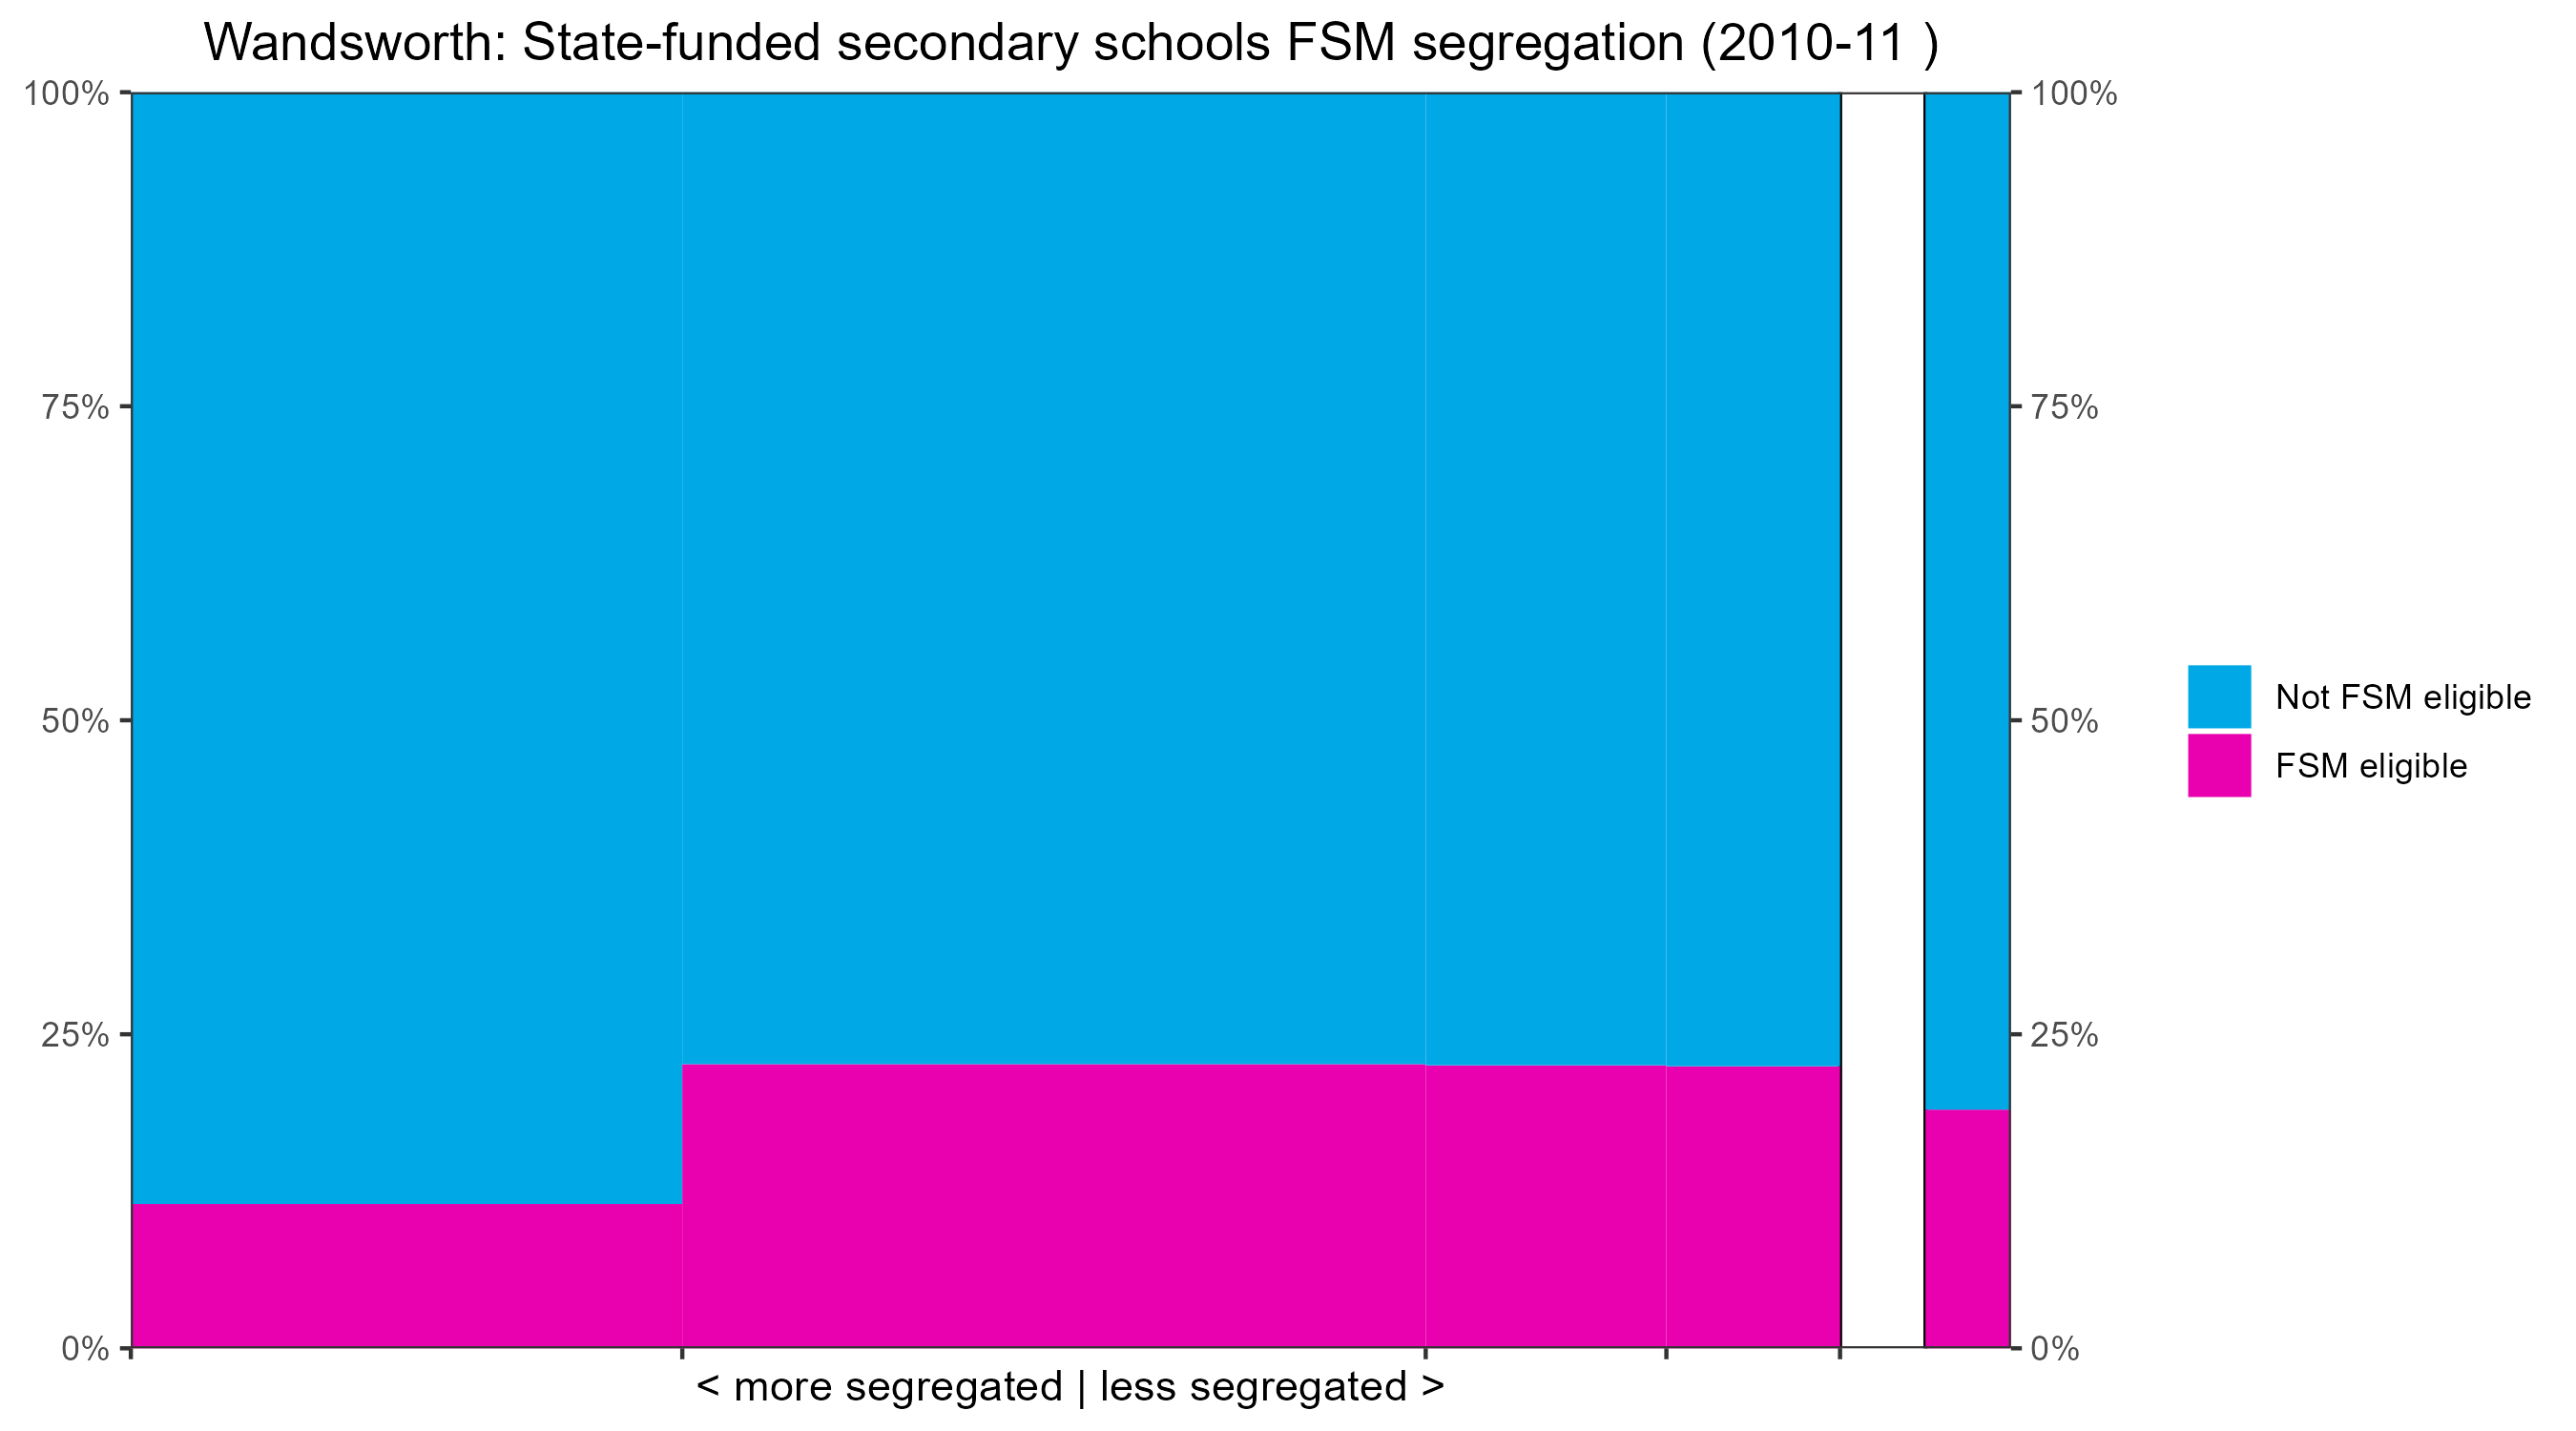 Wandsworth: State-funded secondary schools FSM segregation (2010-11 )
100%
75%
50%
25%
0%
100%
75%
50%
25%
0%
Not FSM eligible
FSM eligible
< more segregated | less segregated >